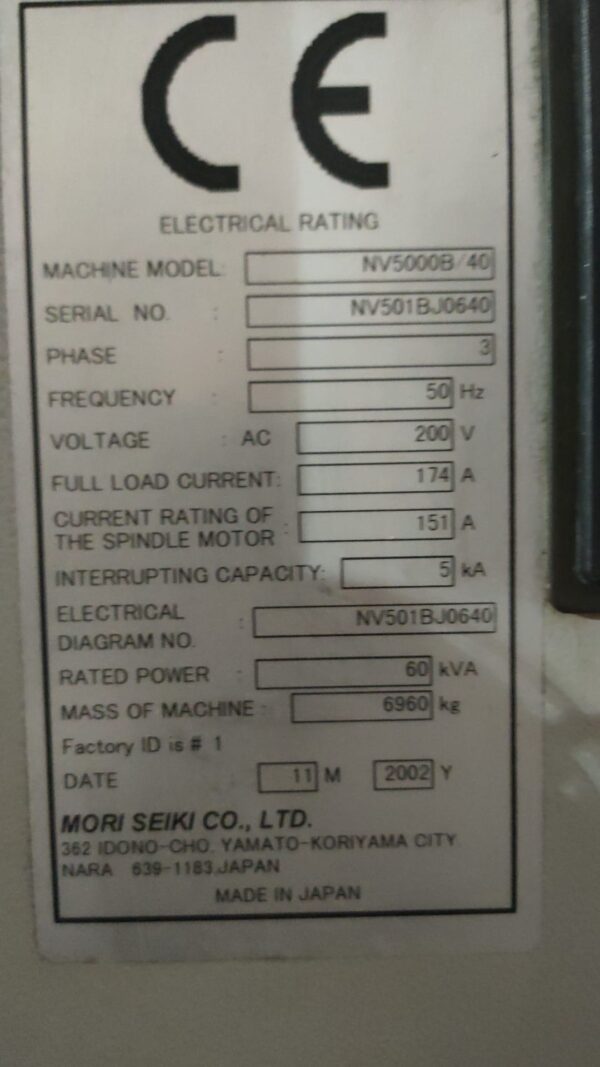 CE
ELECTRICAL RATING
MACHINE MODEL: NV5000B/40
SERIAL NO. : NV501BJ0640
PHASE : 3
FREQUENCY : 50 Hz
VOLTAGE : AC 200 V
FULL LOAD CURRENT: 174 A
CURRENT RATING OF
THE SPINDLE MOTOR : 151 A
INTERRUPTING CAPACITY: 5 kA
ELECTRICAL
DIAGRAM NO. : NV501BJ0640
RATED POWER : 60 kVA
MASS OF MACHINE : 6960 kg
Factory ID is # 1
DATE : 11 M 2002 Y
MORI SEIKI CO., LTD.
362 IDONO-CHO, YAMATO-KORIYAMA CITY
NARA 639-1183,JAPAN
MADE IN JAPAN